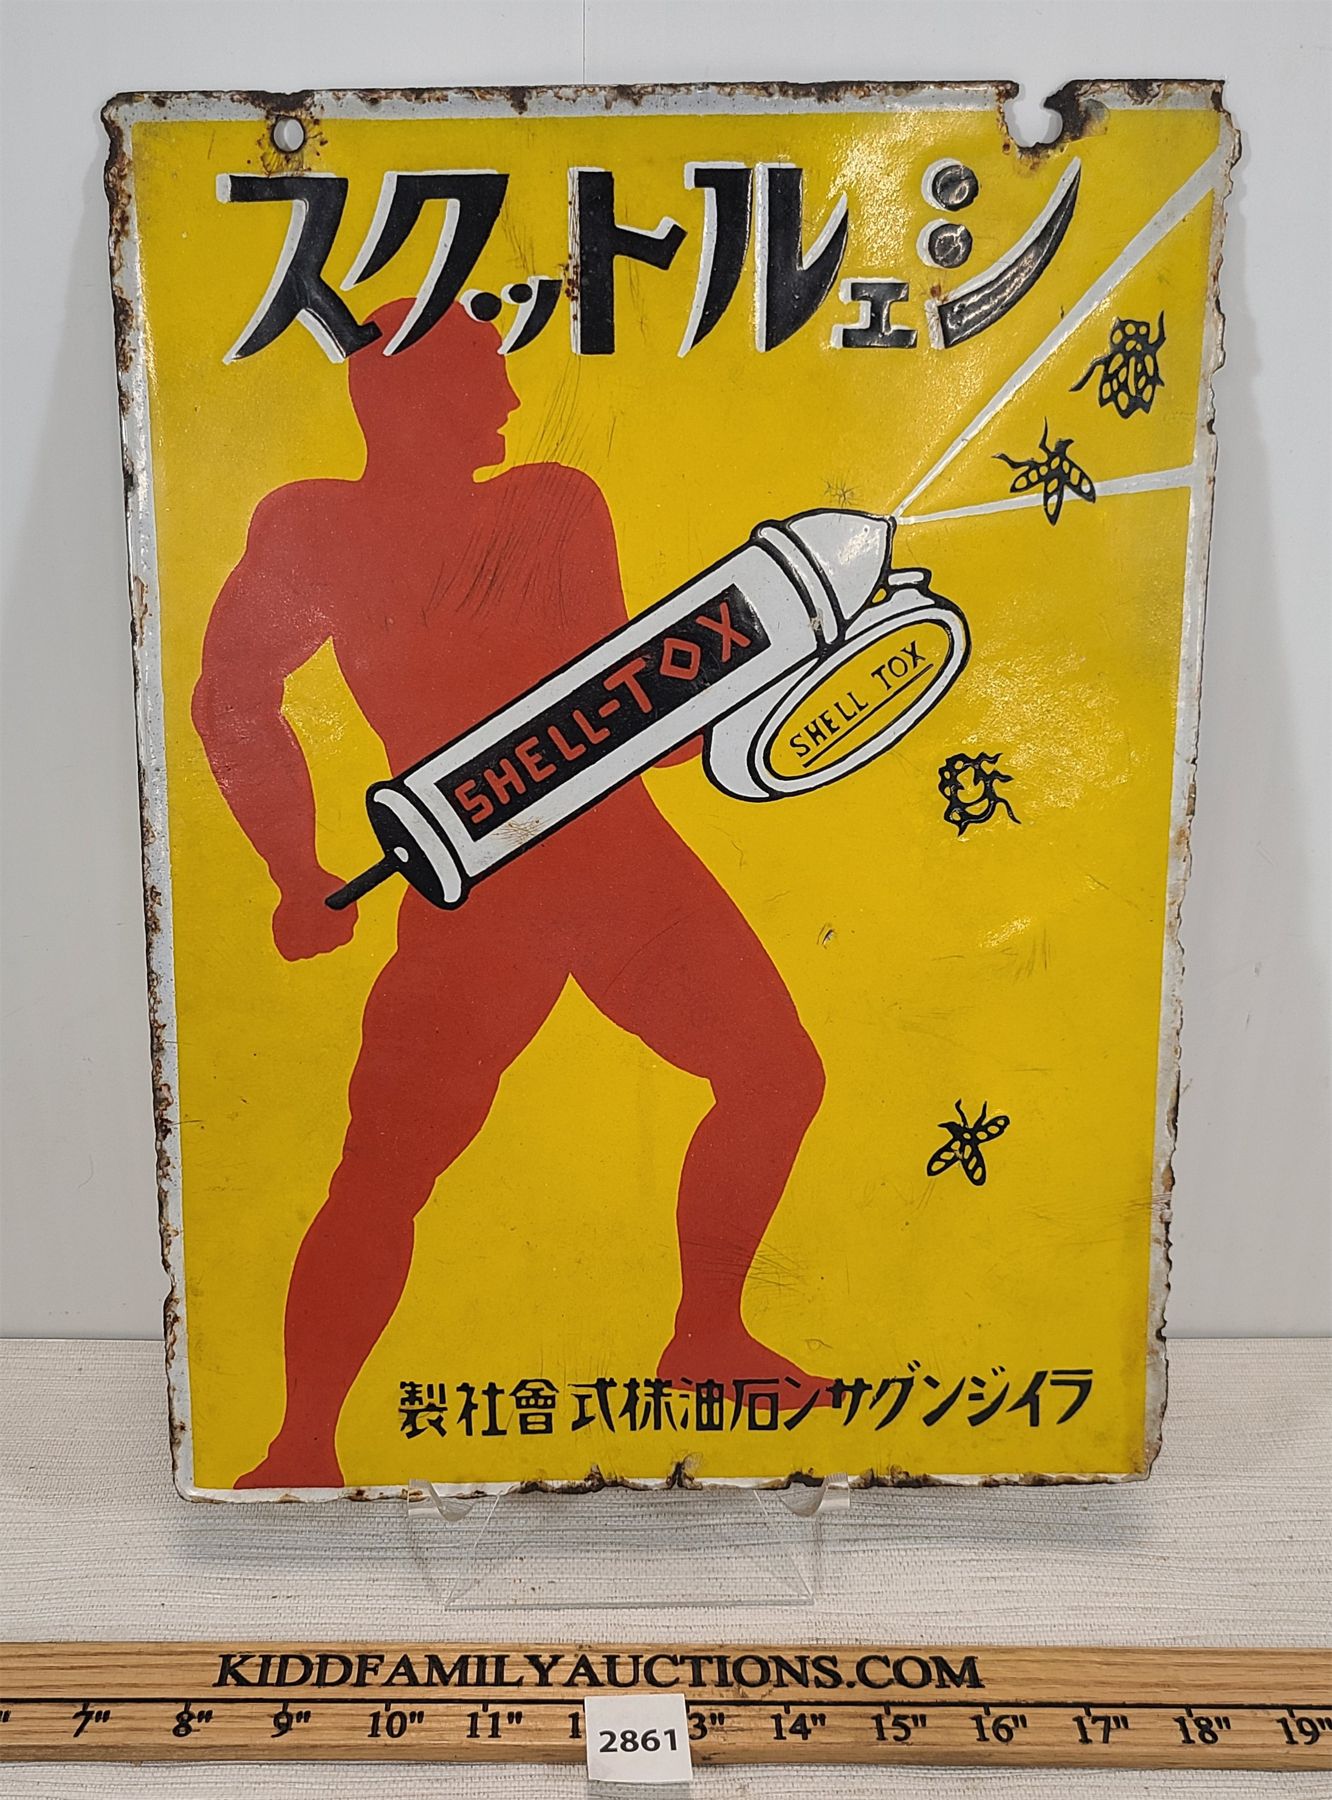 シェルトックス
SHELL-TOX
SHELL TOX
ライジングサン石油株式會社製
KIDDFAMILYAUCTIONS.COM
7" 8" 9" 10" 11" 1 3" 14" 15" 16" 17" 18" 19"
2861